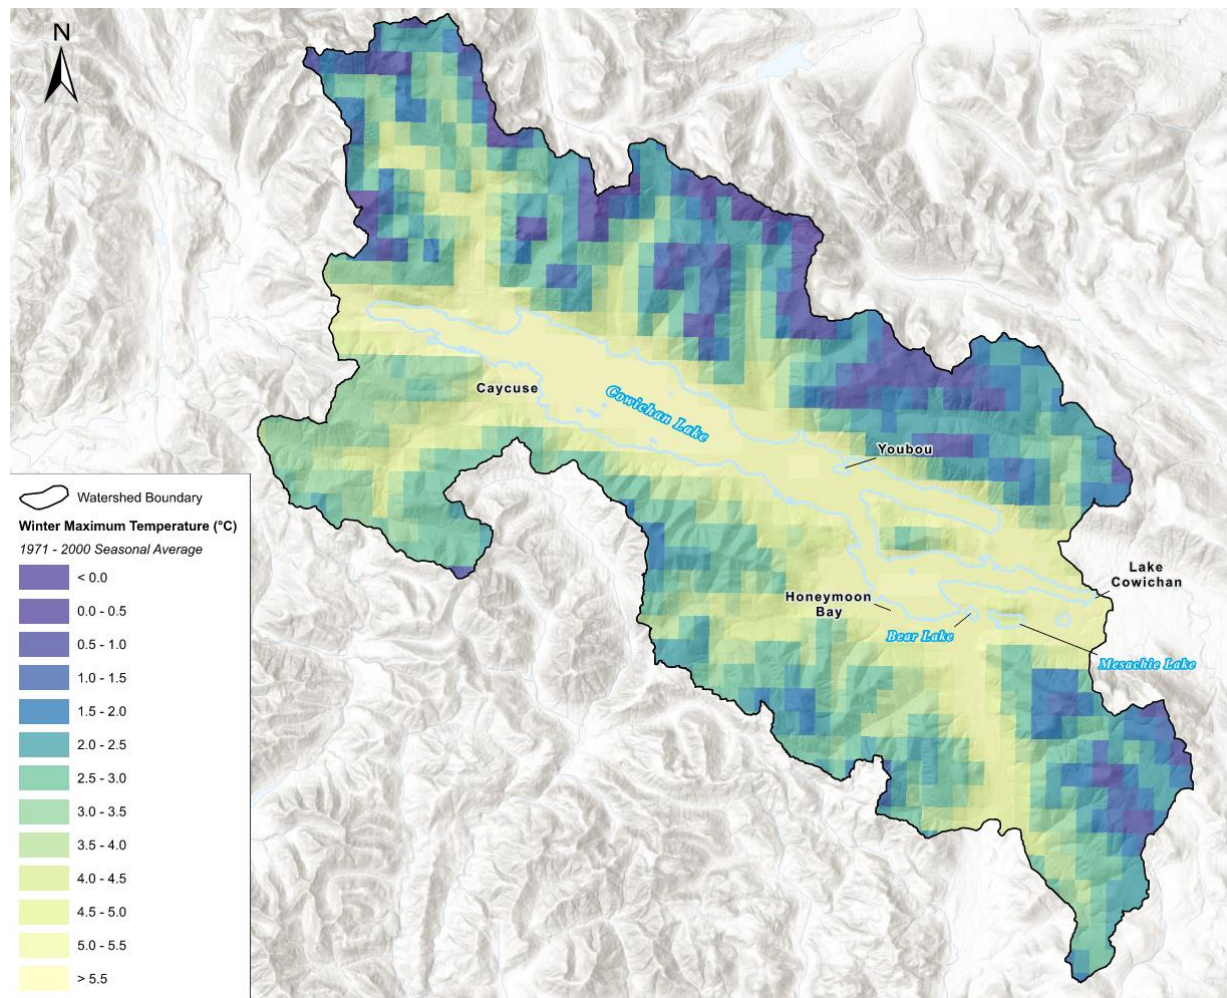 N
Caycuse
Cowichan Lake
Youbou
Lake
Cowichan
Honeymoon
Bay
Bear Lake
Mesachie Lake
Watershed Boundary
Winter Maximum Temperature (°C)
1971 - 2000 Seasonal Average
< 0.0
0.0 - 0.5
0.5 - 1.0
1.0 - 1.5
1.5 - 2.0
2.0 - 2.5
2.5 - 3.0
3.0 - 3.5
3.5 - 4.0
4.0 - 4.5
4.5 - 5.0
5.0 - 5.5
> 5.5